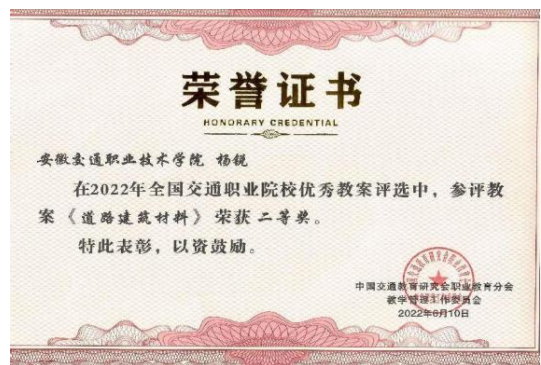 荣誉证书
HONORARY CREDENTIAL
安徽交通职业技术学院 杨锐
在2022年全国交通职业院校优秀教案评选中，参评教
案《道路建筑材料》荣获 二等奖。
特此表彰，以资鼓励。
中国交通教育研究会职业教育分会
教学管理工作委员会
2022年6月10日